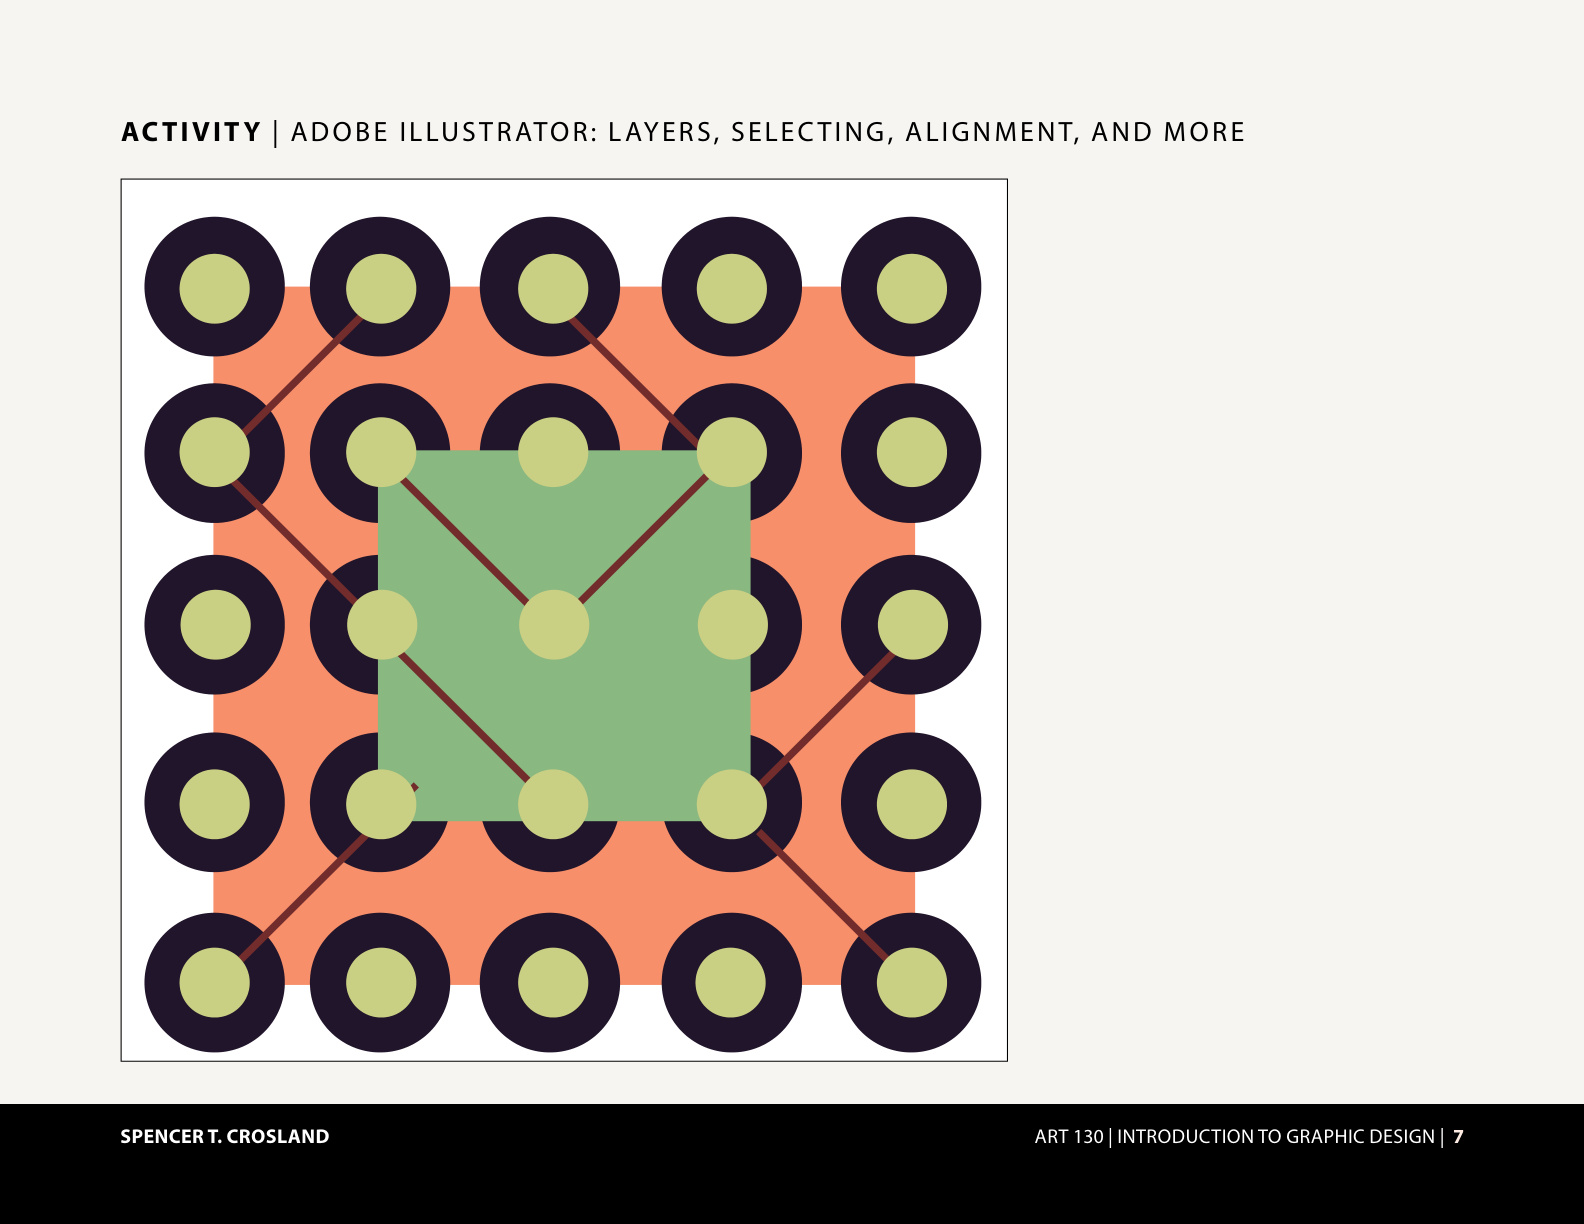 ACTIVITY | ADOBE ILLUSTRATOR: LAYERS, SELECTING, ALIGNMENT, AND MORE
SPENCER T. CROSLAND
ART 130 | INTRODUCTION TO GRAPHIC DESIGN | 7